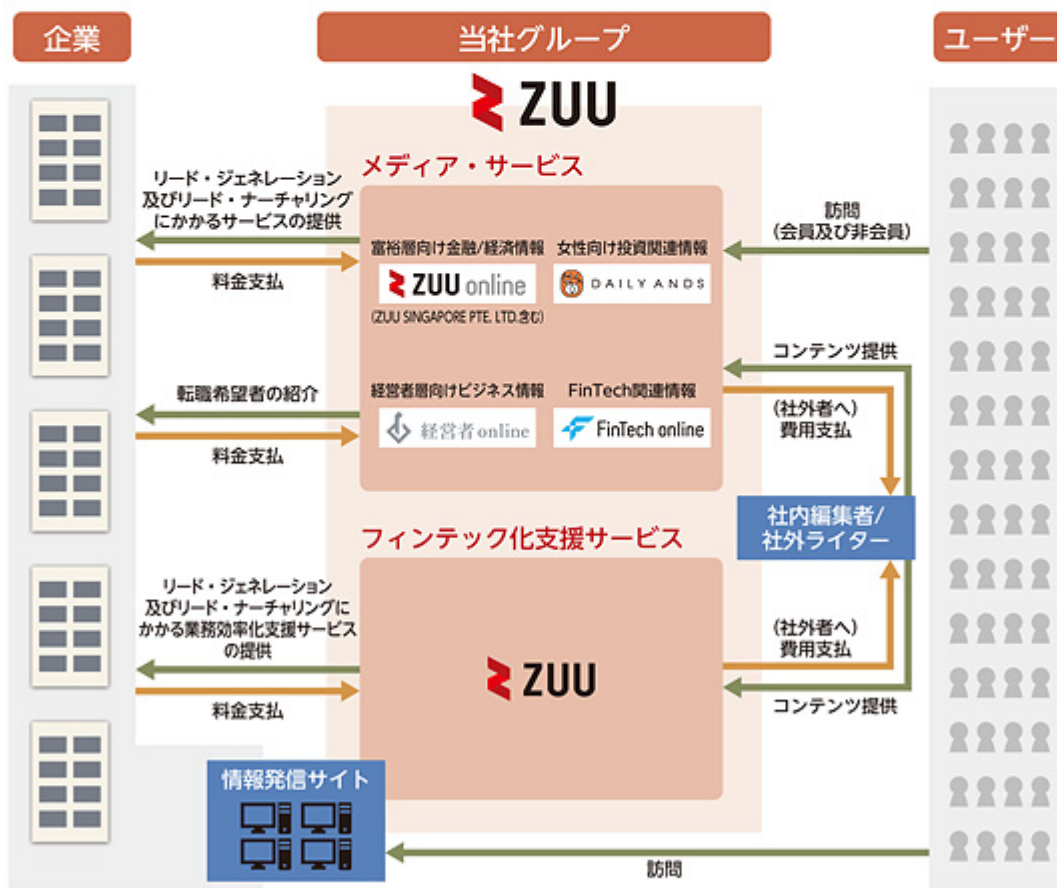 企業
当社グループ
ユーザー
ZUU
メディア・サービス
リード・ジェネレーション
及びリード・ナーチャリング
にかかるサービスの提供
料金支払
訪問
(会員及び非会員)
富裕層向け金融/経済情報
女性向け投資関連情報
ZUU online
DAILY ANDS
(ZUU SINGAPORE PTE. LTD.含む)
コンテンツ提供
転職希望者の紹介
料金支払
経営者層向けビジネス情報
FinTech関連情報
経営者online
FinTech online
(社外者へ)
費用支払
社内編集者/
社外ライター
フィンテック化支援サービス
リード・ジェネレーション
及びリード・ナーチャリングに
かかる業務効率化支援サービス
の提供
料金支払
ZUU
(社外者へ)
費用支払
コンテンツ提供
情報発信サイト
訪問